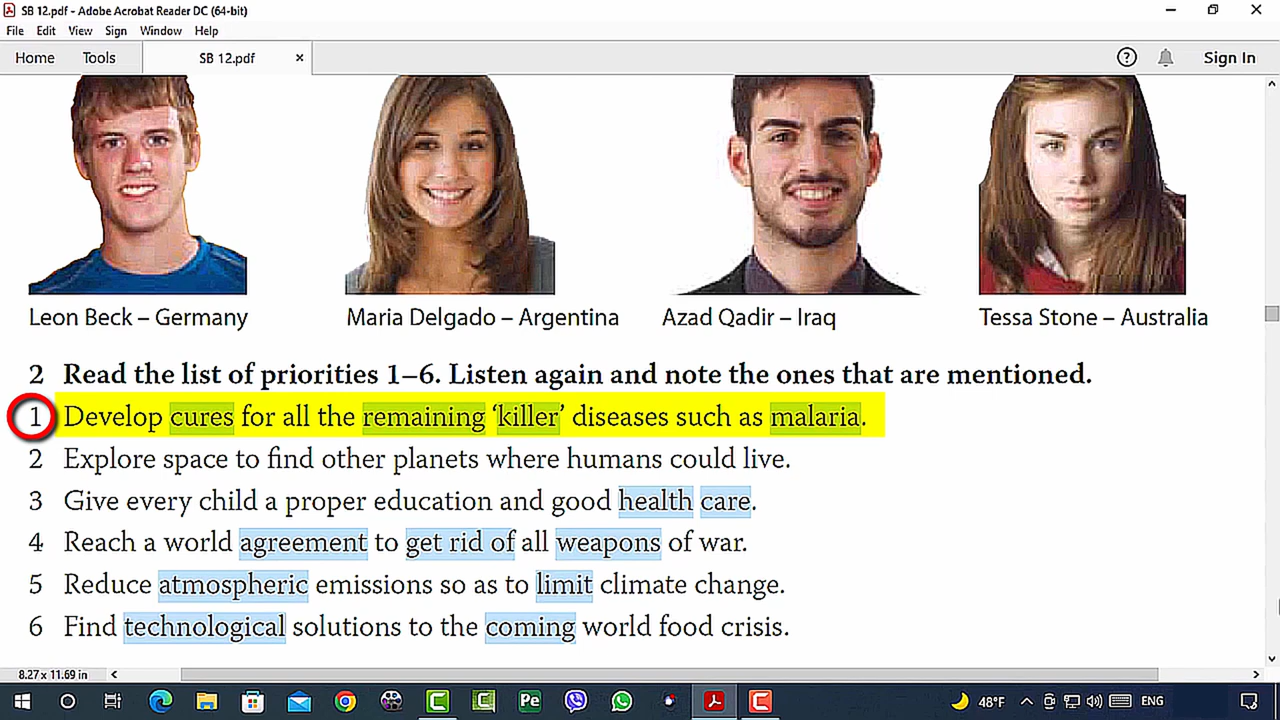 SB 12.pdf - Adobe Acrobat Reader DC (64-bit)
File Edit View Sign Window Help
Home Tools SB 12.pdf × Sign In
Leon Beck – Germany Maria Delgado – Argentina Azad Qadir – Iraq Tessa Stone – Australia
2 Read the list of priorities 1–6. Listen again and note the ones that are mentioned.
1 Develop cures for all the remaining ‘killer’ diseases such as malaria.
2 Explore space to find other planets where humans could live.
3 Give every child a proper education and good health care.
4 Reach a world agreement to get rid of all weapons of war.
5 Reduce atmospheric emissions so as to limit climate change.
6 Find technological solutions to the coming world food crisis.
8.27 x 11.69 in
Pe 48°F ENG